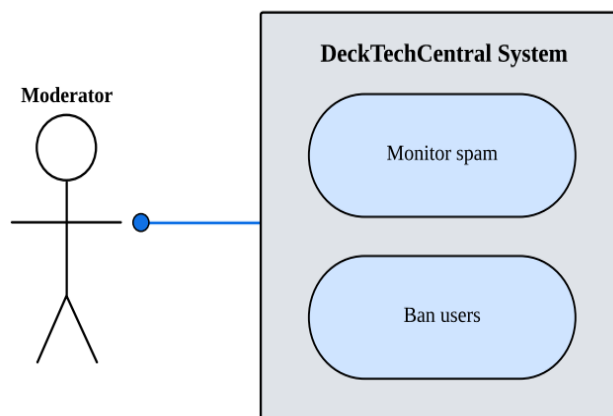 DeckTechCentral System
Moderator
Monitor spam
Ban users